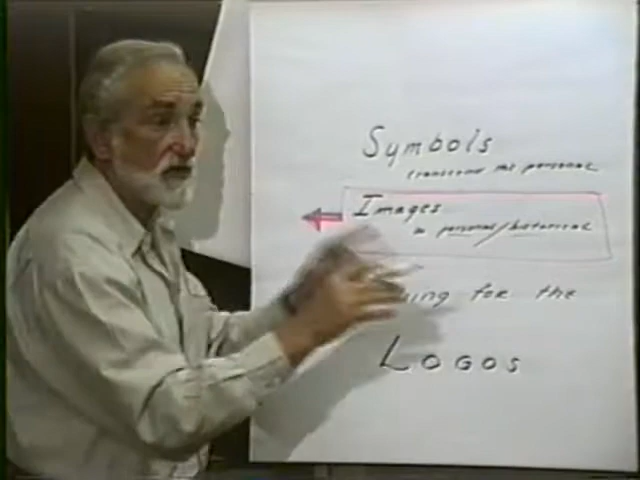 Symbols
transcend the personal
Images
personal/historical
for the
Logos